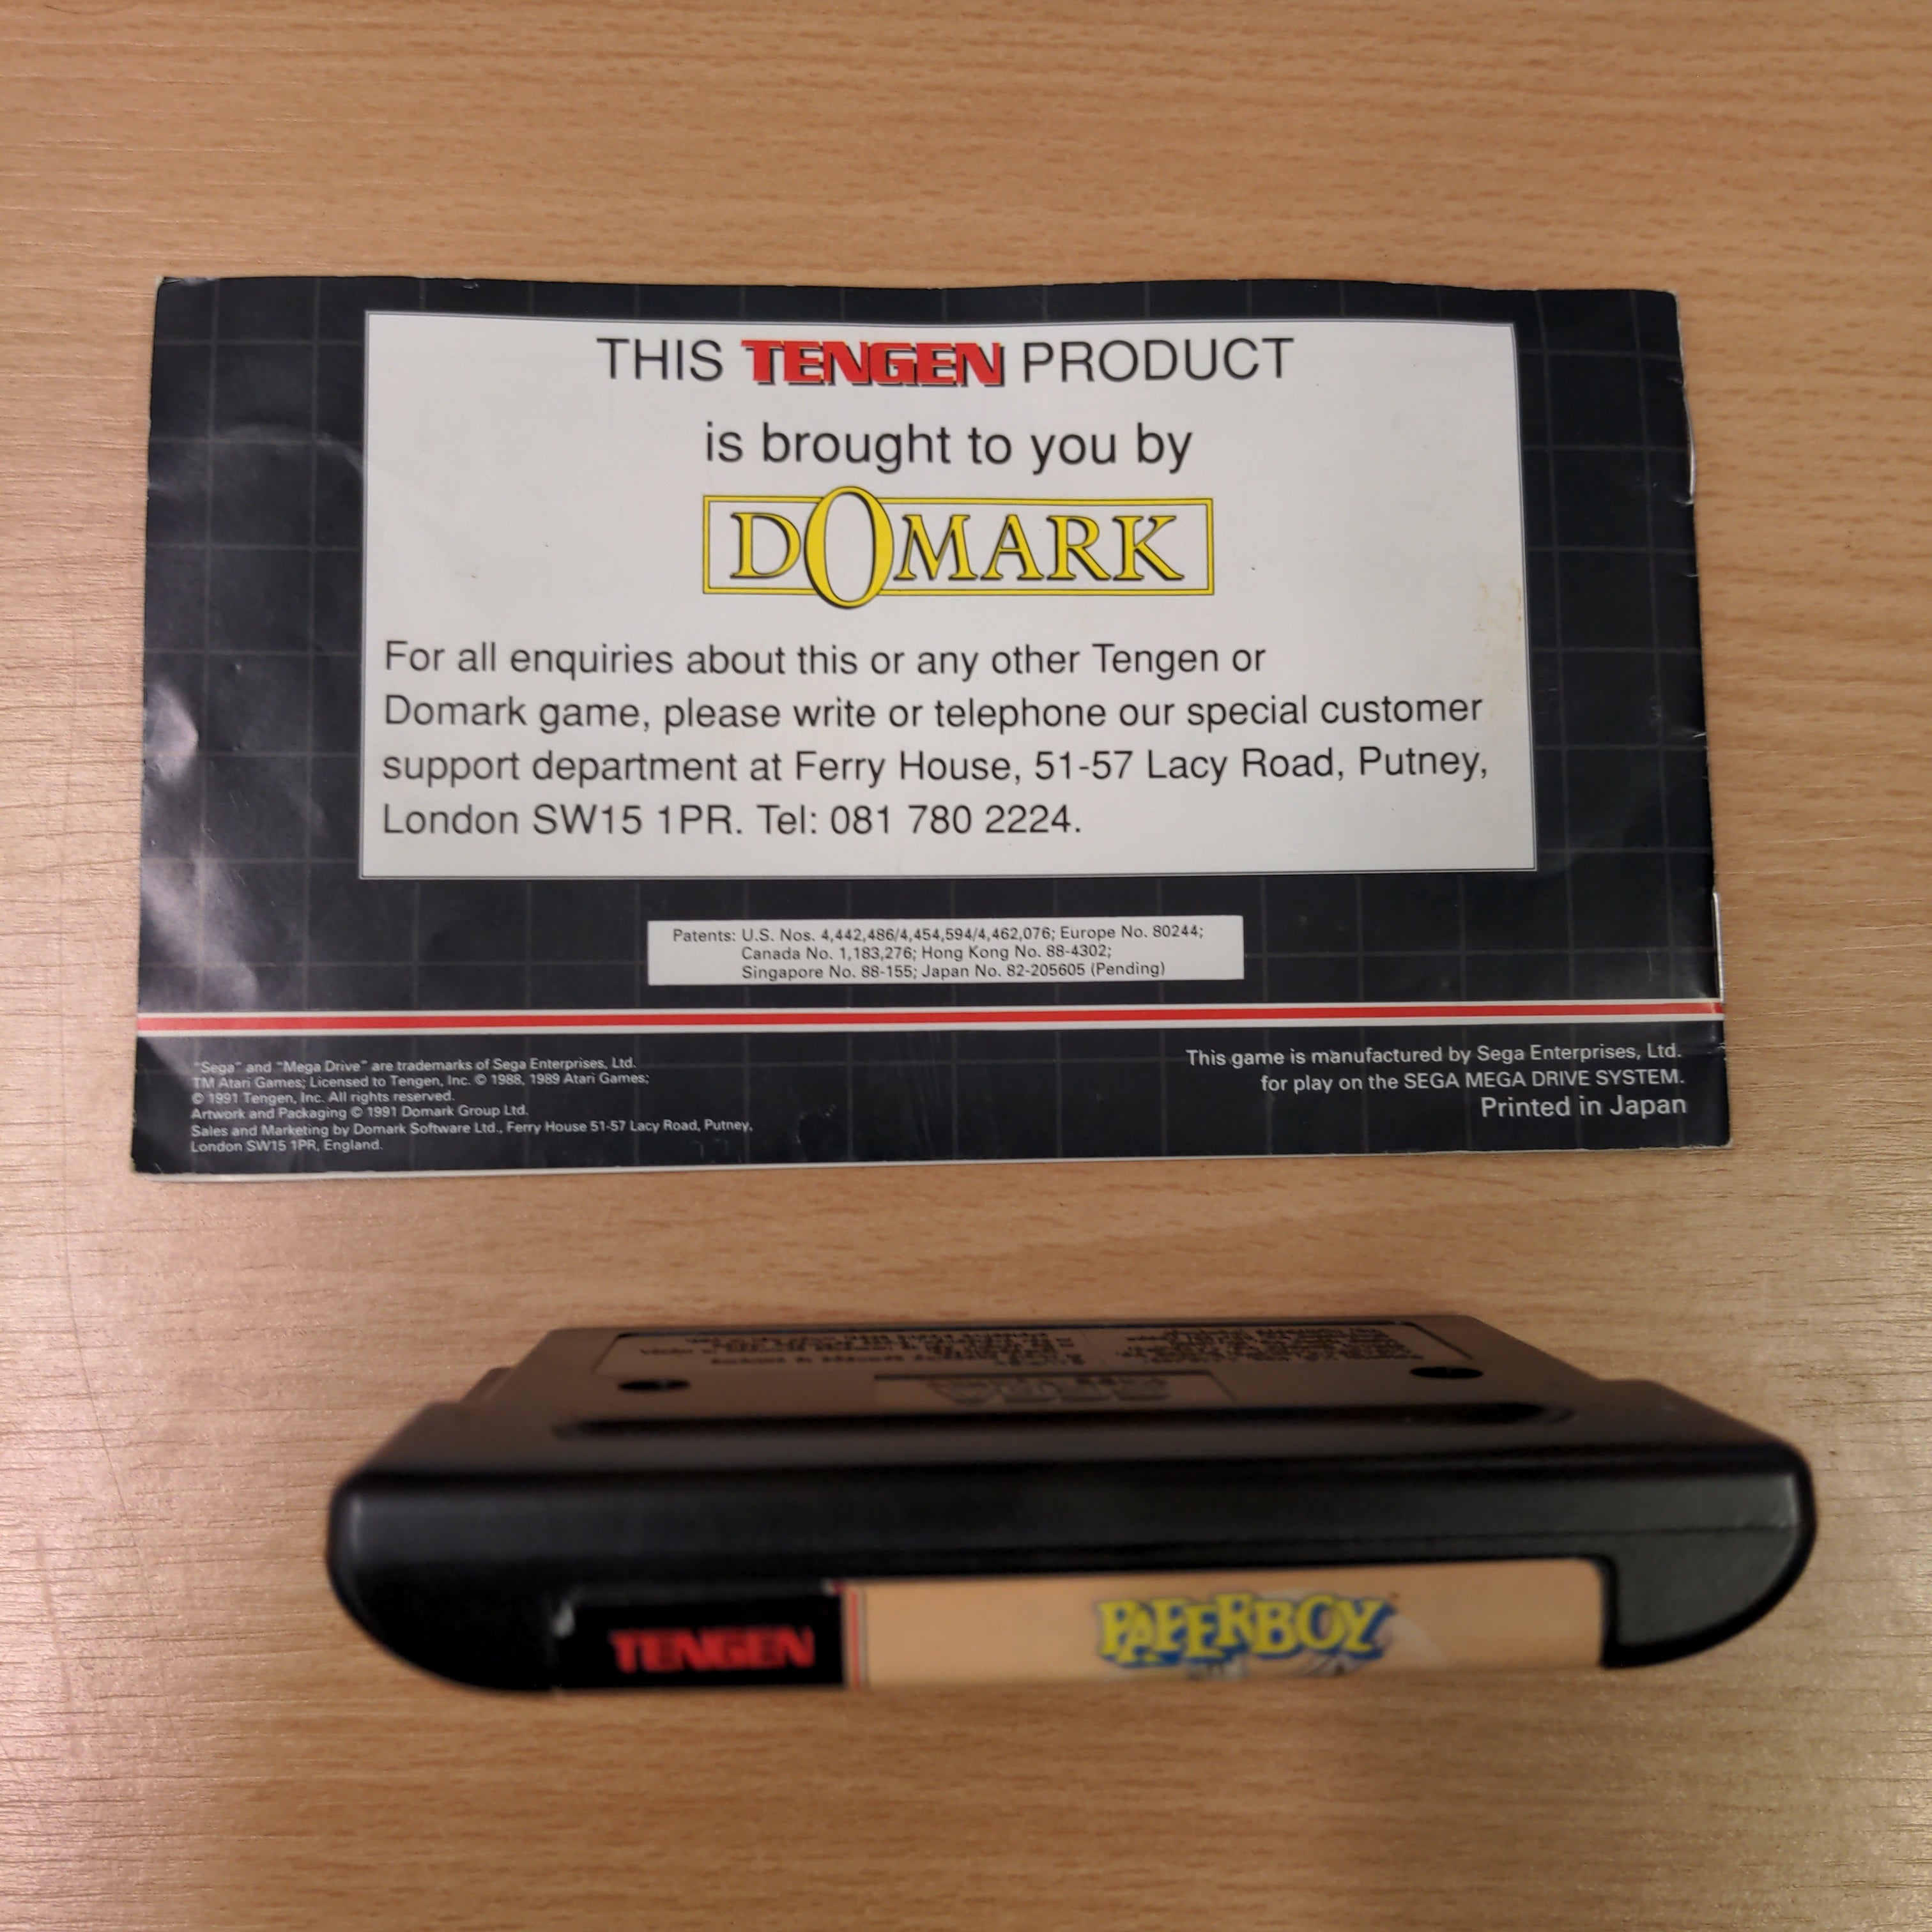 THIS TENGEN PRODUCT
is brought to you by
DOMARK
For all enquiries about this or any other Tengen or
Domark game, please write or telephone our special customer
support department at Ferry House, 51-57 Lacy Road, Putney,
London SW15 1PR. Tel: 081 780 2224.
Patents: U.S. Nos. 4,442,486/4,454,594/4,462,076; Europe No. 80244;
Canada No. 1,183,276; Hong Kong No. 88-4302;
Singapore No. 88-155; Japan No. 82-205605 (Pending)
"Sega" and "Mega Drive" are trademarks of Sega Enterprises, Ltd.
TM Atari Games; Licensed to Tengen, Inc. © 1988, 1989 Atari Games;
© 1991 Tengen, Inc. All rights reserved.
Artwork and Packaging © 1991 Domark Group Ltd.
Sales and Marketing by Domark Software Ltd., Ferry House 51-57 Lacy Road, Putney,
London SW15 1PR, England.
This game is manufactured by Sega Enterprises, Ltd.
for play on the SEGA MEGA DRIVE SYSTEM.
Printed in Japan
SEGA
TENGEN
PAPERBOY